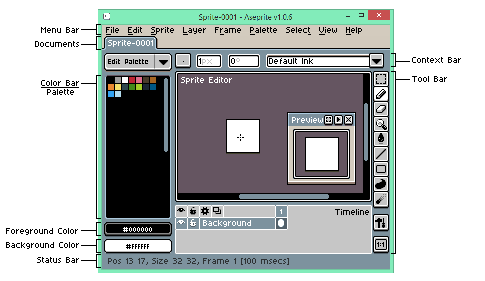 Sprite-0001 - Aseprite v1.0.6
Menu Bar
File Edit Sprite Layer Frame Palette Select View Help
Documents
Sprite-0001
Edit Palette
1px
0°
Default Ink
Context Bar
Color Bar
Palette
Sprite Editor
Tool Bar
Preview
Timeline
1
Background
Foreground Color
#000000
Background Color
#FFFFFF
1:1
Status Bar
Pos 13 17, Size 32 32, Frame 1 [100 msecs]